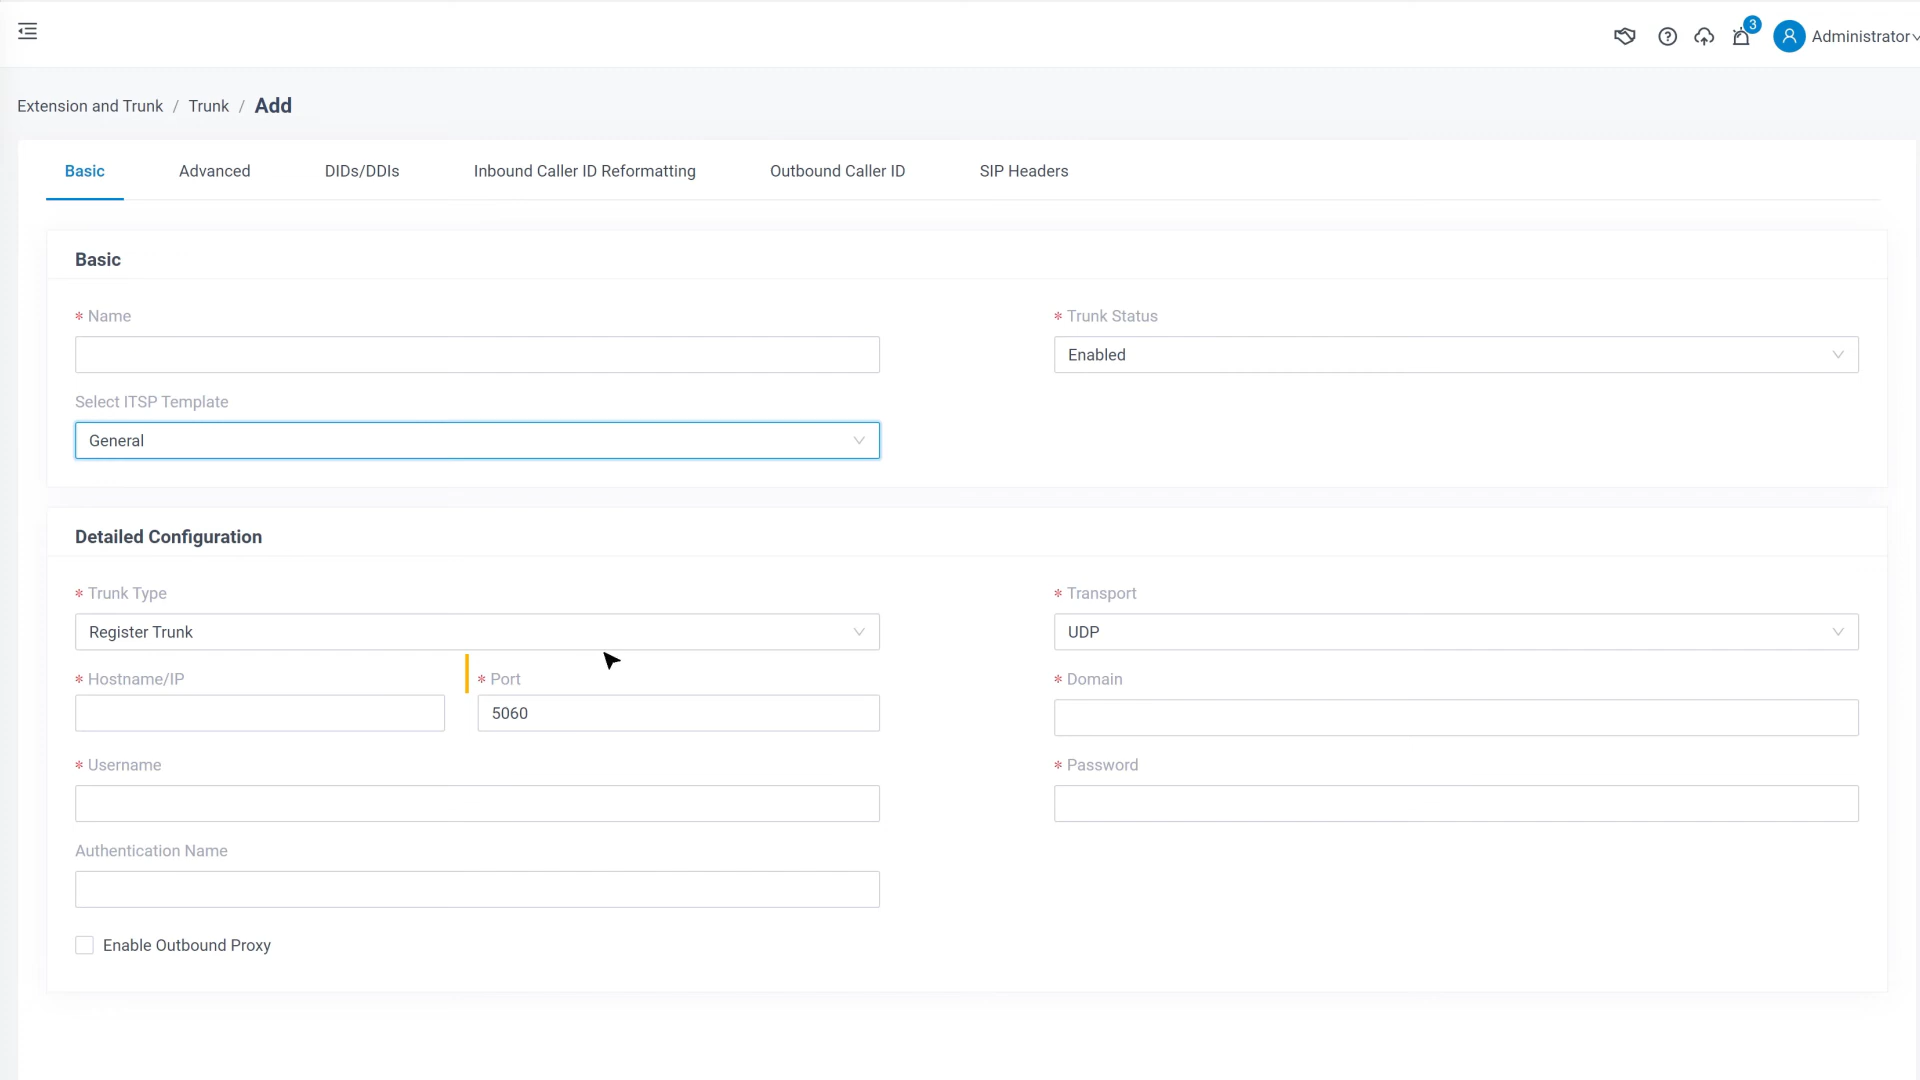 3
Administrator
Extension and Trunk / Trunk / Add
Basic Advanced DIDs/DDIs Inbound Caller ID Reformatting Outbound Caller ID SIP Headers
Basic
* Name * Trunk Status
Enabled
Select ITSP Template
General
Detailed Configuration
* Trunk Type * Transport
Register Trunk UDP
* Hostname/IP * Port * Domain
5060
* Username * Password
Authentication Name
Enable Outbound Proxy